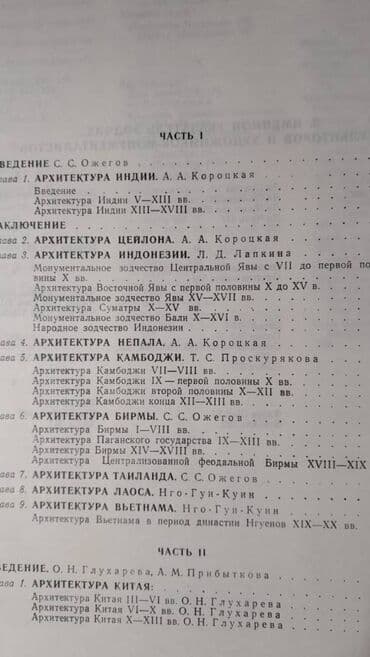 ЧАСТЬ I
ВЕДЕНИЕ С. С. Ожегов
ава 1. АРХИТЕКТУРА ИНДИИ. А. А. Короцкая
Введение
Архитектура Индии V—XIII вв.
Архитектура Индии XIII—XVIII вв.
АКЛЮЧЕНИЕ
ава 2. АРХИТЕКТУРА ЦЕЙЛОНА. А. А. Короцкая
ава 3. АРХИТЕКТУРА ИНДОНЕЗИИ. Л. Д. Лапкина
Монументальное зодчество Центральной Явы с VII до первой по
вины X вв.
Архитектура Восточной Явы с первой половины X до XV в.
Монументальное зодчество Явы XV—XVII вв.
Архитектура Суматры X—XV вв.
Монументальное зодчество Бали X—XVI в.
Народное зодчество Индонезии
ава 4. АРХИТЕКТУРА НЕПАЛА. А. А. Короцкая
ава 5. АРХИТЕКТУРА КАМБОДЖИ. Т. С. Проскурякова
Архитектура Камбоджи VII—VIII вв.
Архитектура Камбоджи IX—первой половины X вв.
Архитектура Камбоджи второй половины X—XII вв.
Архитектура Камбоджи конца XII—XIII вв.
ава 6. АРХИТЕКТУРА БИРМЫ. С. С. Ожегов
Архитектура Бирмы I—VIII вв.
Архитектура Паганского государства IX—XIII вв.
Архитектура Бирмы XIV—XVIII вв.
Архитектура Централизованной феодальной Бирмы XVIII—XIX
ава 7. АРХИТЕКТУРА ТАИЛАНДА. С. С. Ожегов
ава 8. АРХИТЕКТУРА ЛАОСА. Нго-Гуи-Куин
ава 9. АРХИТЕКТУРА ВЬЕТНАМА. Нго-Гуи-Куин
Архитектура Вьетнама в период династии Нгуенов XIX—XX вв.
ЧАСТЬ II
ВЕДЕНИЕ. О. Н. Глухарева, А. М. Прибыткова
ава 1. АРХИТЕКТУРА КИТАЯ:
Архитектура Китая III—VI вв. О. Н. Глухарева
Архитектура Китая VI—X вв. О. Н. Глухарева
Архитектура Китая X—XIII вв. О. Н. Глухарева